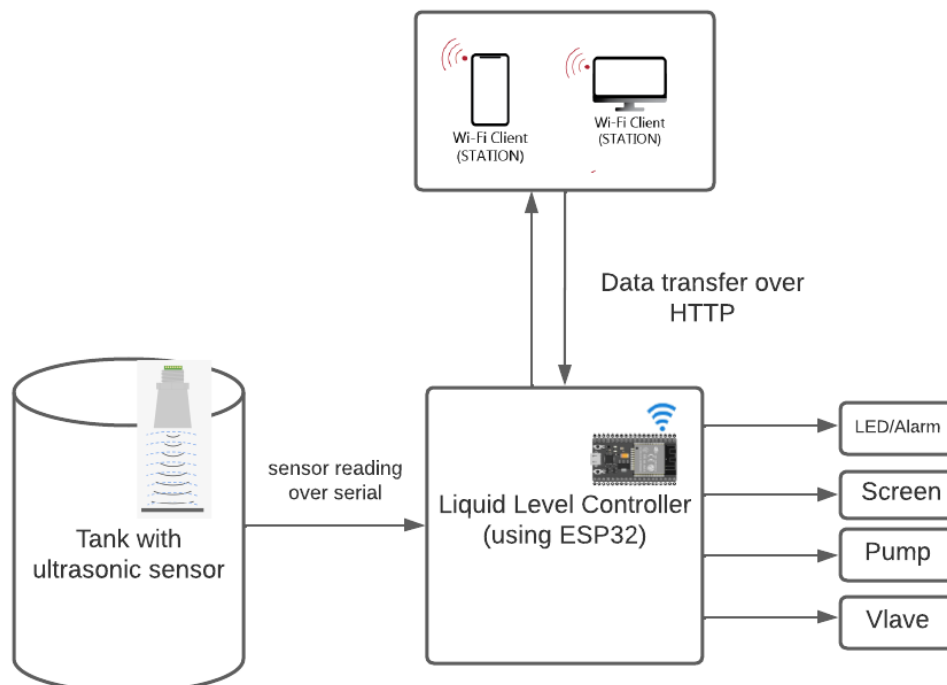 Wi-Fi Client
(STATION)
Wi-Fi Client
(STATION)
Data transfer over
HTTP
sensor reading
over serial
Tank with
ultrasonic sensor
Liquid Level Controller
(using ESP32)
LED/Alarm
Screen
Pump
Vlave